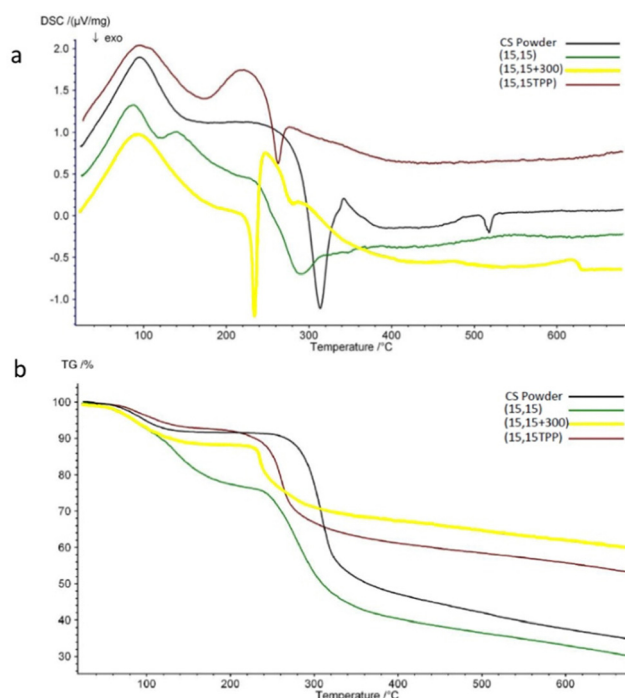 DSC /(µV/mg)
↓ exo
a
2.0
1.5
1.0
0.5
0.0
-0.5
-1.0
CS Powder
(15,15)
(15,15+300)
(15,15TPP)
100
200
300
400
500
600
Temperature /°C
b
TG /%
100
90
80
70
60
50
40
30
CS Powder
(15,15)
(15,15+300)
(15,15TPP)
100
200
300
400
500
600
Temperature /°C